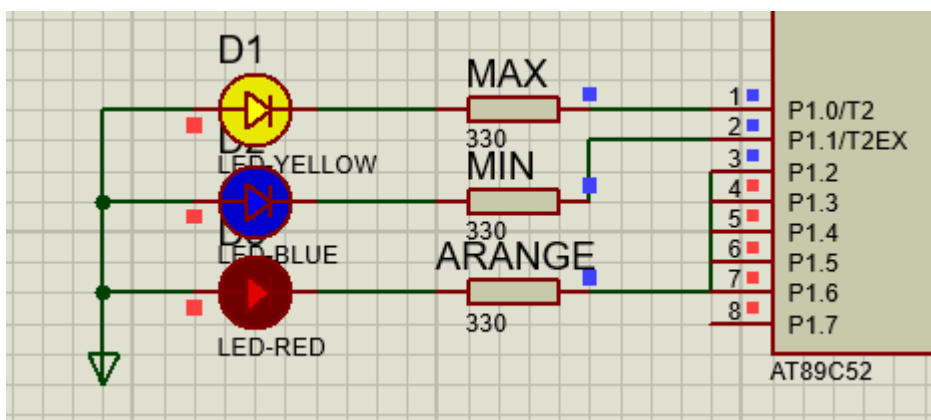 D1
MAX
1
P1.0/T2
330
2
P1.1/T2EX
D2
LED-YELLOW
MIN
3
P1.2
4
P1.3
330
5
P1.4
D3
LED-BLUE
ARANGE
6
P1.5
7
P1.6
330
8
P1.7
LED-RED
AT89C52